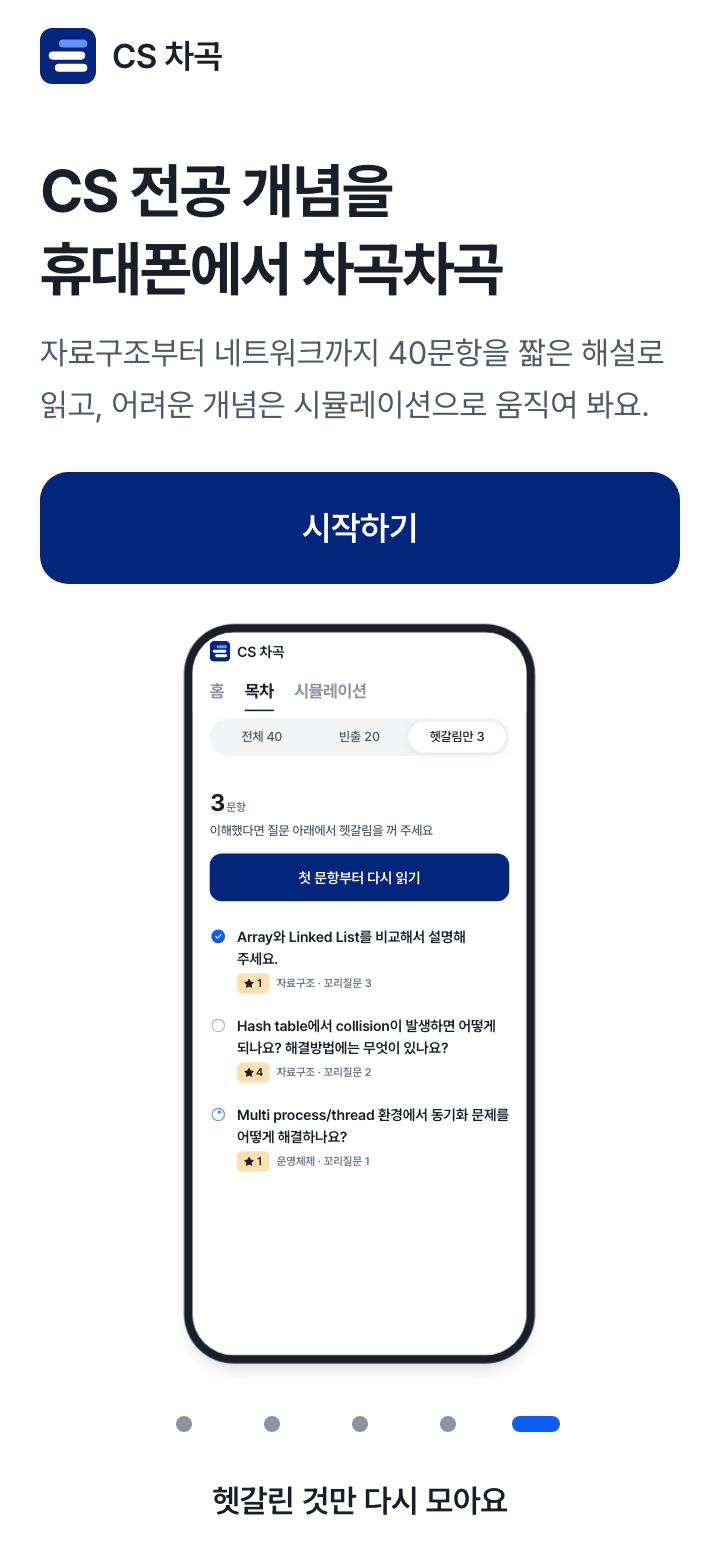 CS 차곡
CS 전공 개념을
휴대폰에서 차곡차곡
자료구조부터 네트워크까지 40문항을 짧은 해설로
읽고, 어려운 개념은 시뮬레이션으로 움직여 봐요.
시작하기
CS 차곡
홈 목차 시뮬레이션
전체 40 빈출 20 헷갈림만 3
3문항
이해했다면 질문 아래에서 헷갈림을 꺼 주세요
첫 문항부터 다시 읽기
Array와 Linked List를 비교해서 설명해
주세요.
★ 1 자료구조 · 꼬리질문 3
Hash table에서 collision이 발생하면 어떻게
되나요? 해결방법에는 무엇이 있나요?
★ 4 자료구조 · 꼬리질문 2
Multi process/thread 환경에서 동기화 문제를
어떻게 해결하나요?
★ 1 운영체제 · 꼬리질문 1
헷갈린 것만 다시 모아요